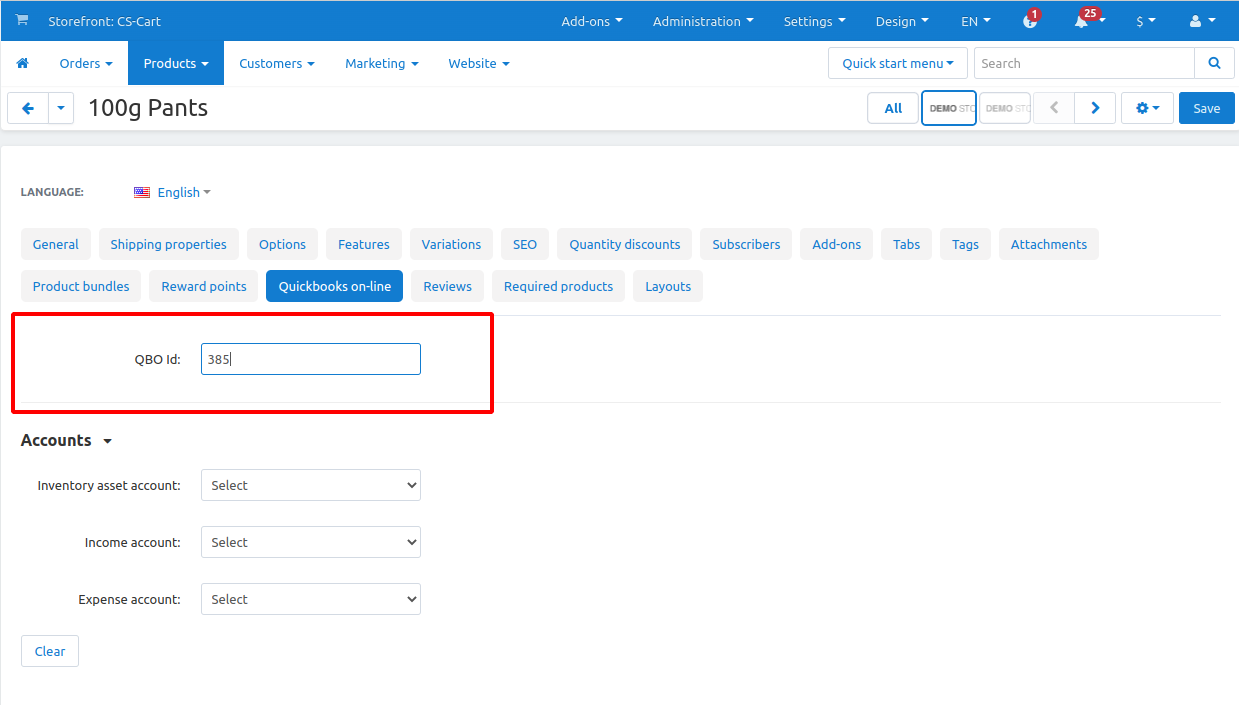 Storefront: CS-Cart Add-ons Administration Settings Design EN 1 25 $
Orders Products Customers Marketing Website Quick start menu Search
100g Pants All DEMO STO DEMO STO Save
LANGUAGE: English
General Shipping properties Options Features Variations SEO Quantity discounts Subscribers Add-ons Tabs Tags Attachments
Product bundles Reward points Quickbooks on-line Reviews Required products Layouts
QBO Id: 385
Accounts
Inventory asset account: Select
Income account: Select
Expense account: Select
Clear